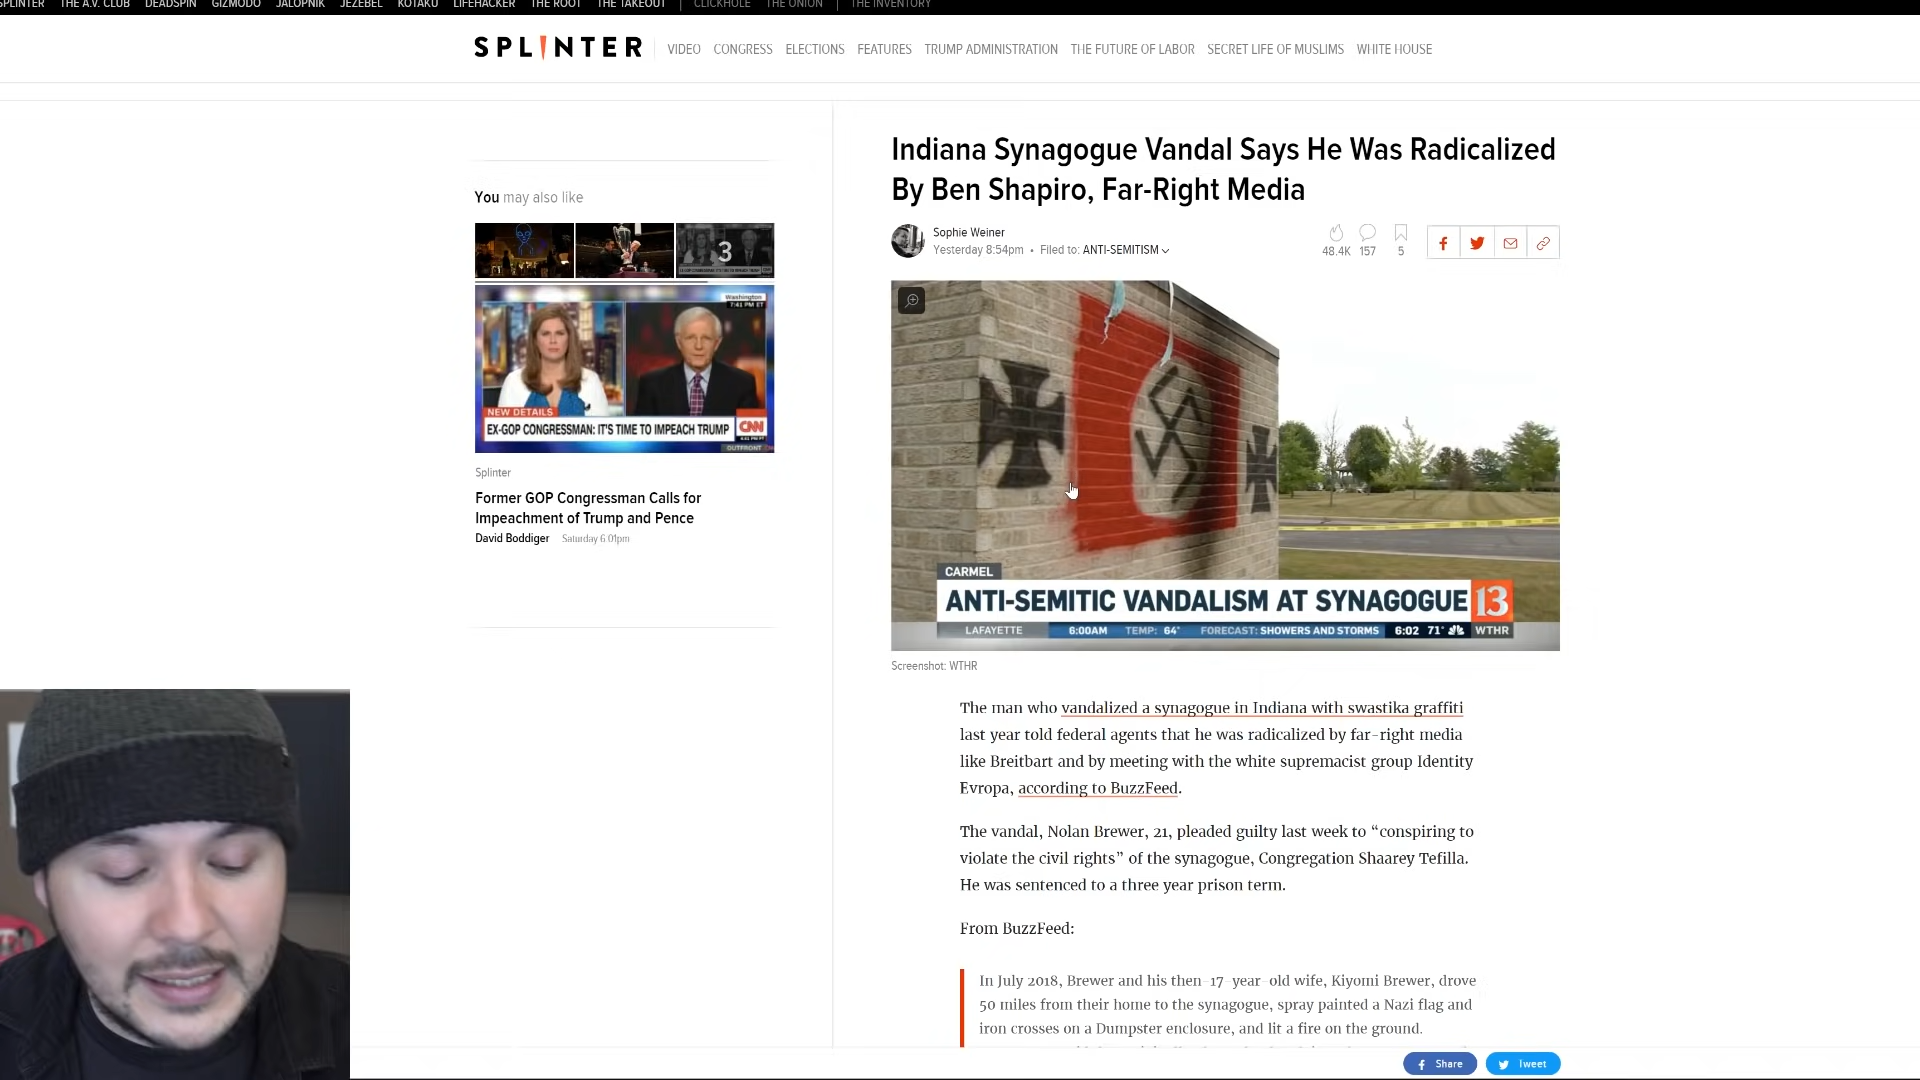 SPLINTER THE A.V. CLUB DEADSPIN GIZMODO JALOPNIK JEZEBEL KOTAKU LIFEHACKER THE ROOT THE TAKEOUT CLICKHOLE THE ONION THE INVENTORY
SPLINTER VIDEO CONGRESS ELECTIONS FEATURES TRUMP ADMINISTRATION THE FUTURE OF LABOR SECRET LIFE OF MUSLIMS WHITE HOUSE
You may also like
3
Washington
7:41 PM ET
NEW DETAILS
EX-GOP CONGRESSMAN: IT'S TIME TO IMPEACH TRUMP
CNN
4:41 PM PT
OUTFRONT
Splinter
Former GOP Congressman Calls for
Impeachment of Trump and Pence
David Boddiger Saturday 6:01pm
Indiana Synagogue Vandal Says He Was Radicalized
By Ben Shapiro, Far-Right Media
Sophie Weiner
Yesterday 8:54pm • Filed to: ANTI-SEMITISM
48.4K 157 5
CARMEL
ANTI-SEMITIC VANDALISM AT SYNAGOGUE 13
LAFAYETTE 6:00AM TEMP: 64° FORECAST: SHOWERS AND STORMS 6:02 71° WTHR
Screenshot: WTHR
The man who vandalized a synagogue in Indiana with swastika graffiti
last year told federal agents that he was radicalized by far-right media
like Breitbart and by meeting with the white supremacist group Identity
Evropa, according to BuzzFeed.
The vandal, Nolan Brewer, 21, pleaded guilty last week to “conspiring to
violate the civil rights” of the synagogue, Congregation Shaarey Tefilla.
He was sentenced to a three year prison term.
From BuzzFeed:
In July 2018, Brewer and his then-17-year-old wife, Kiyomi Brewer, drove
50 miles from their home to the synagogue, spray painted a Nazi flag and
iron crosses on a Dumpster enclosure, and lit a fire on the ground.
Share Tweet